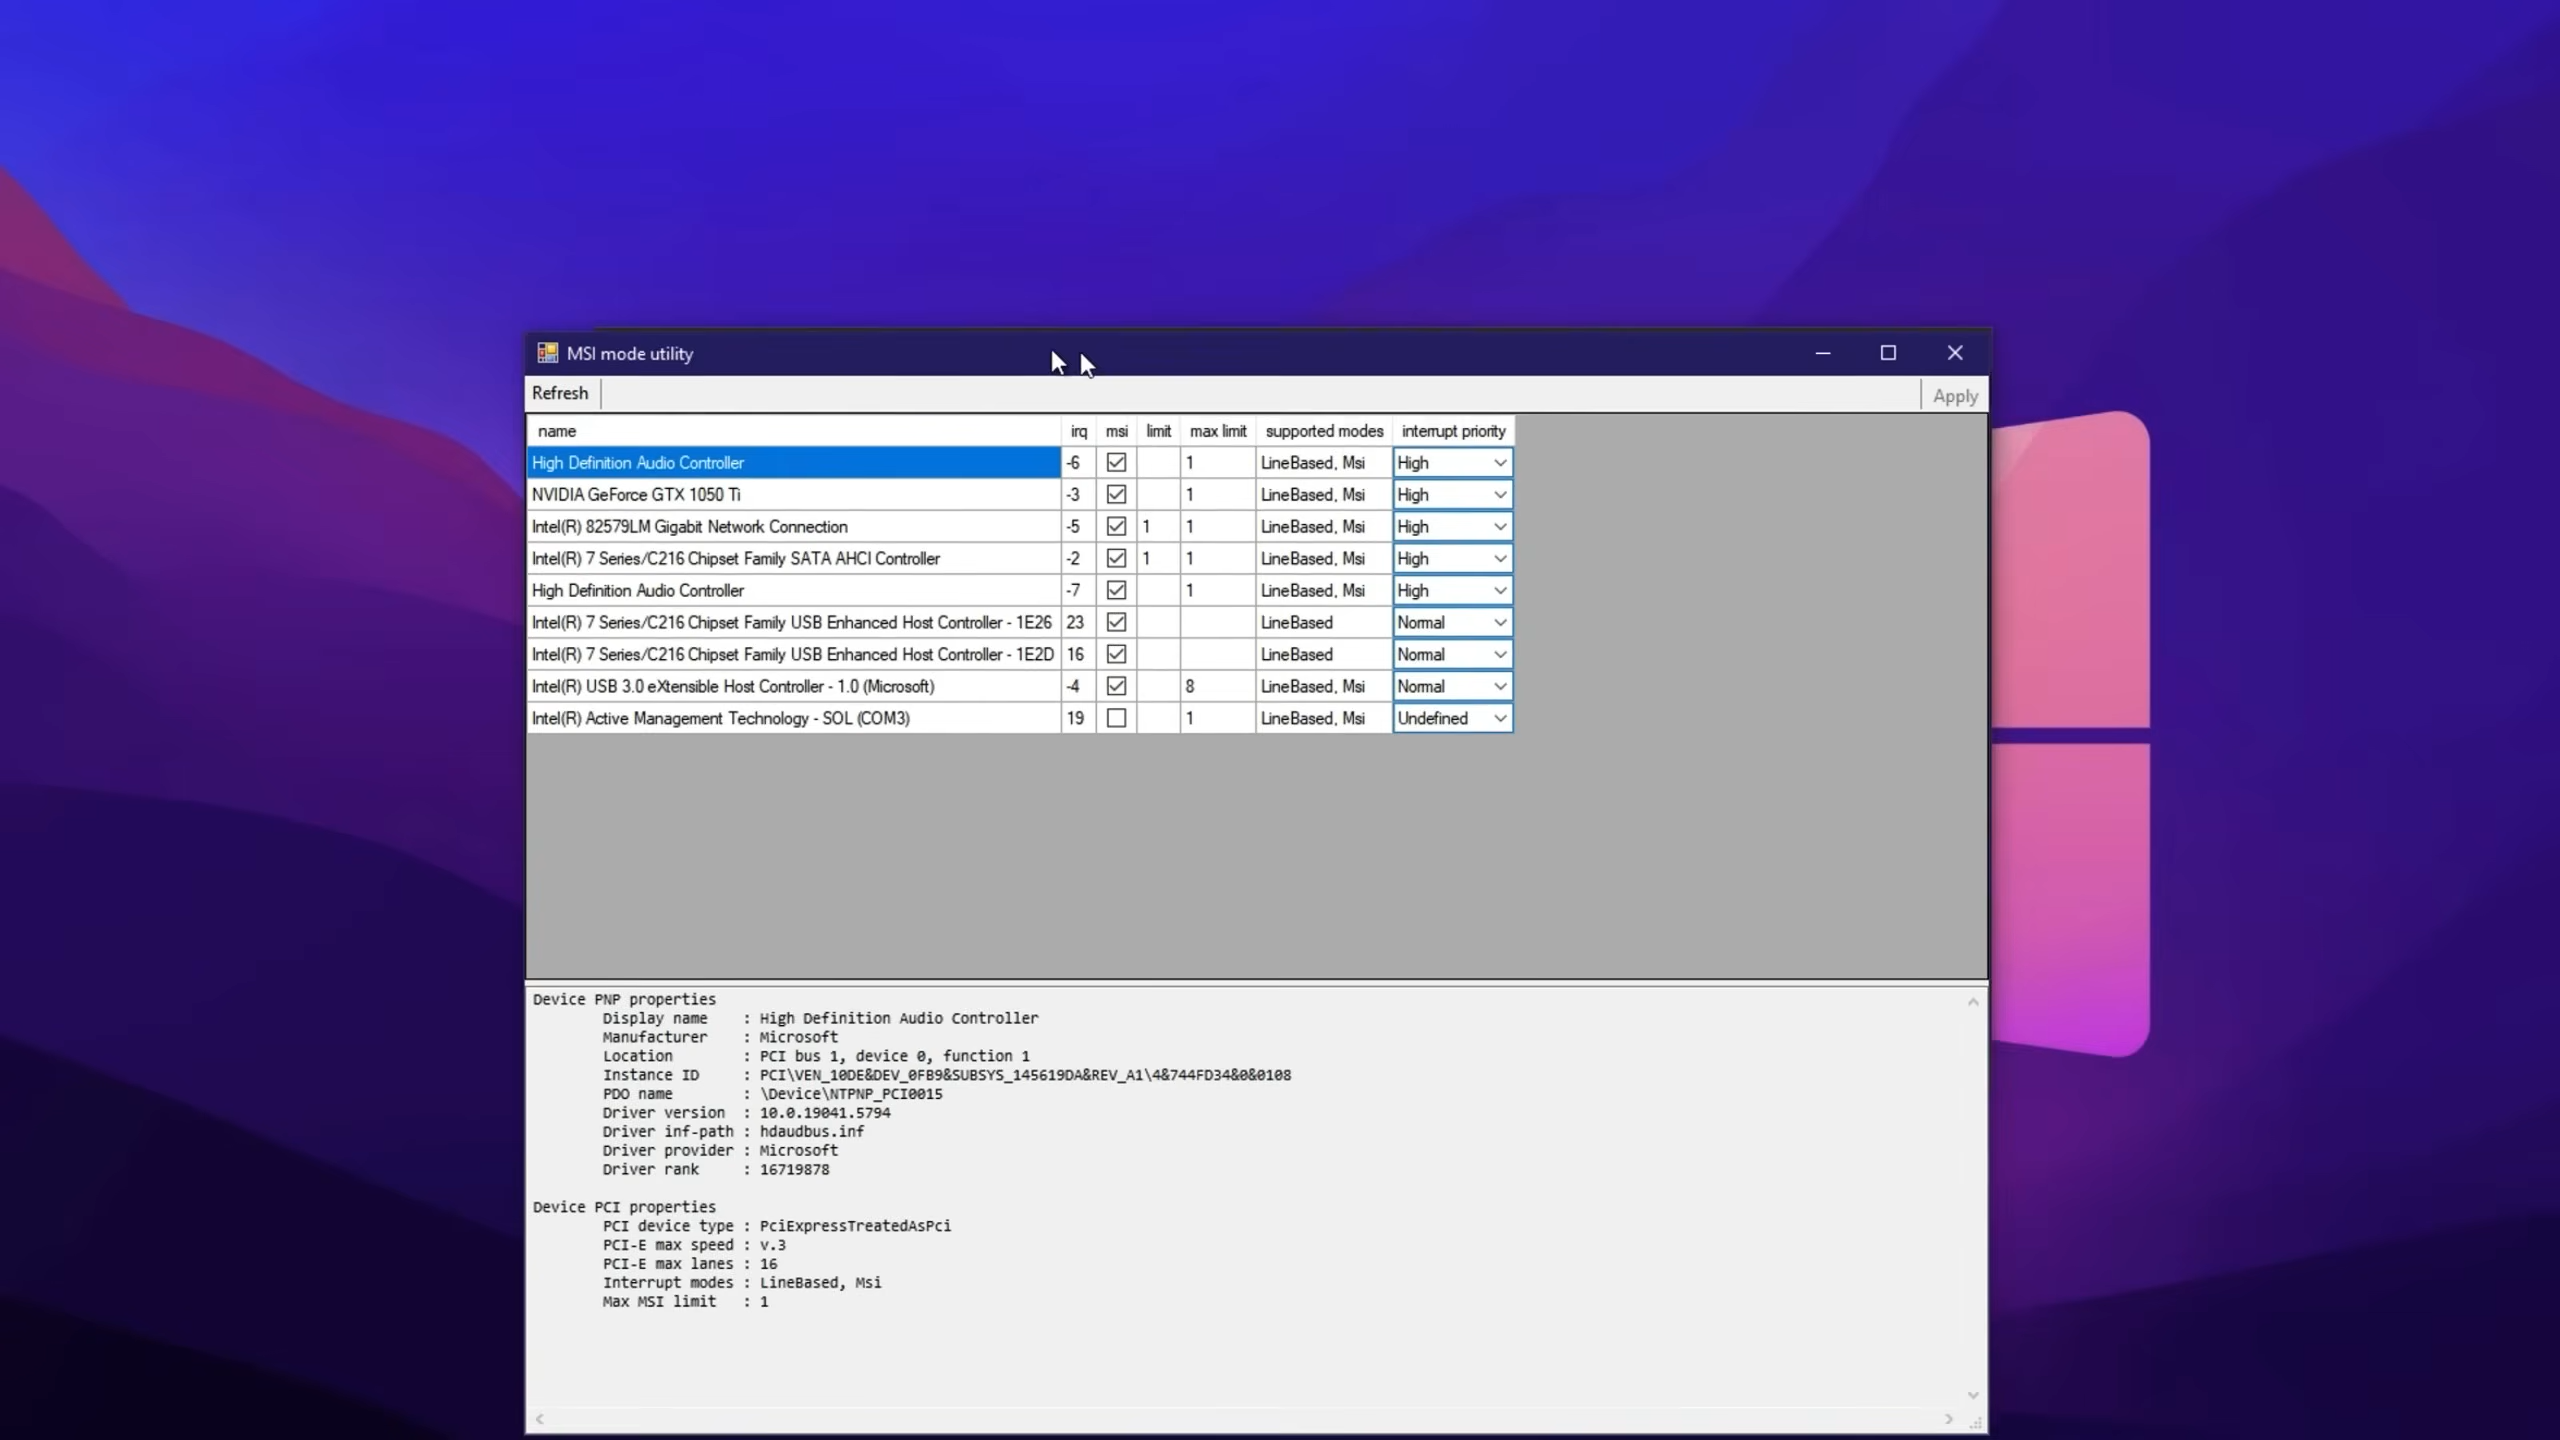 MSI mode utility
Refresh Apply
name irq msi limit max limit supported modes interrupt priority
High Definition Audio Controller -6 1 LineBased, Msi High
NVIDIA GeForce GTX 1050 Ti -3 1 LineBased, Msi High
Intel(R) 82579LM Gigabit Network Connection -5 1 1 LineBased, Msi High
Intel(R) 7 Series/C216 Chipset Family SATA AHCI Controller -2 1 1 LineBased, Msi High
High Definition Audio Controller -7 1 LineBased, Msi High
Intel(R) 7 Series/C216 Chipset Family USB Enhanced Host Controller - 1E26 23 LineBased Normal
Intel(R) 7 Series/C216 Chipset Family USB Enhanced Host Controller - 1E2D 16 LineBased Normal
Intel(R) USB 3.0 eXtensible Host Controller - 1.0 (Microsoft) -4 8 LineBased, Msi Normal
Intel(R) Active Management Technology - SOL (COM3) 19 1 LineBased, Msi Undefined
Device PNP properties
Display name : High Definition Audio Controller
Manufacturer : Microsoft
Location : PCI bus 1, device 0, function 1
Instance ID : PCI\VEN_10DE&DEV_0FB9&SUBSYS_145619DA&REV_A1\4&744FD34&0&0108
PDO name : \Device\NTPNP_PCI0015
Driver version : 10.0.19041.5794
Driver inf-path : hdaudbus.inf
Driver provider : Microsoft
Driver rank : 16719878
Device PCI properties
PCI device type : PciExpressTreatedAsPci
PCI-E max speed : v.3
PCI-E max lanes : 16
Interrupt modes : LineBased, Msi
Max MSI limit : 1